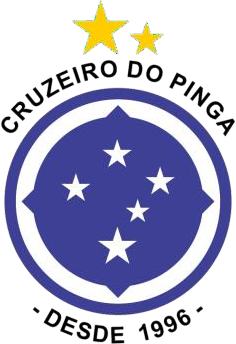 CRUZEIRO DO PINGA
- DESDE 1996 -